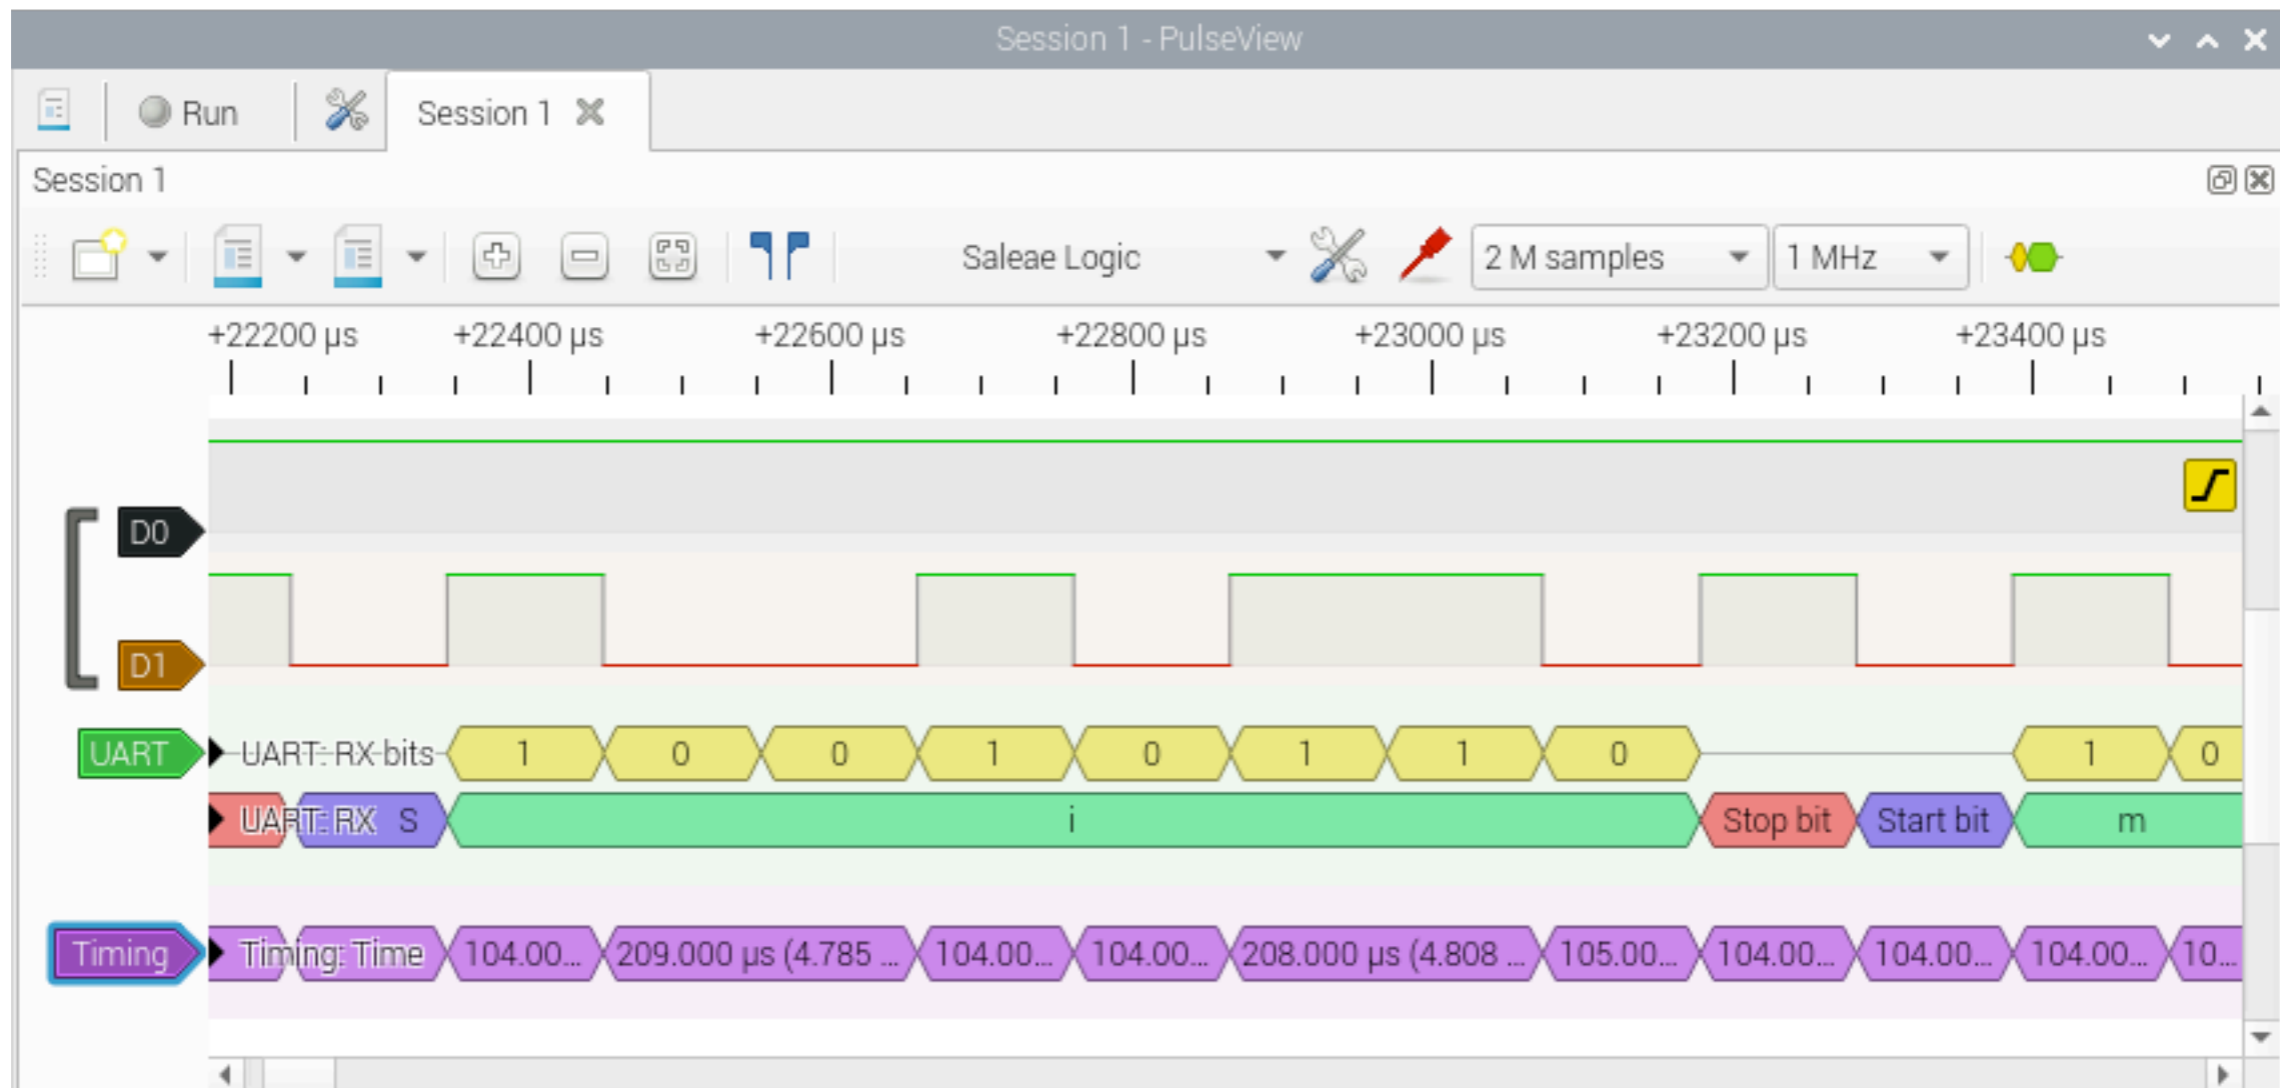 Session 1 - PulseView
Run
Session 1
Session 1
Saleae Logic 2 M samples 1 MHz
+22200 µs +22400 µs +22600 µs +22800 µs +23000 µs +23200 µs +23400 µs
D0
D1
UART UART: RX bits 1 0 0 1 0 1 1 0 1 0
UART: RX S i Stop bit Start bit m
Timing Timing: Time 104.00... 209.000 µs (4.785 ... 104.00... 104.00... 208.000 µs (4.808 ... 105.00... 104.00... 104.00... 104.00... 10...